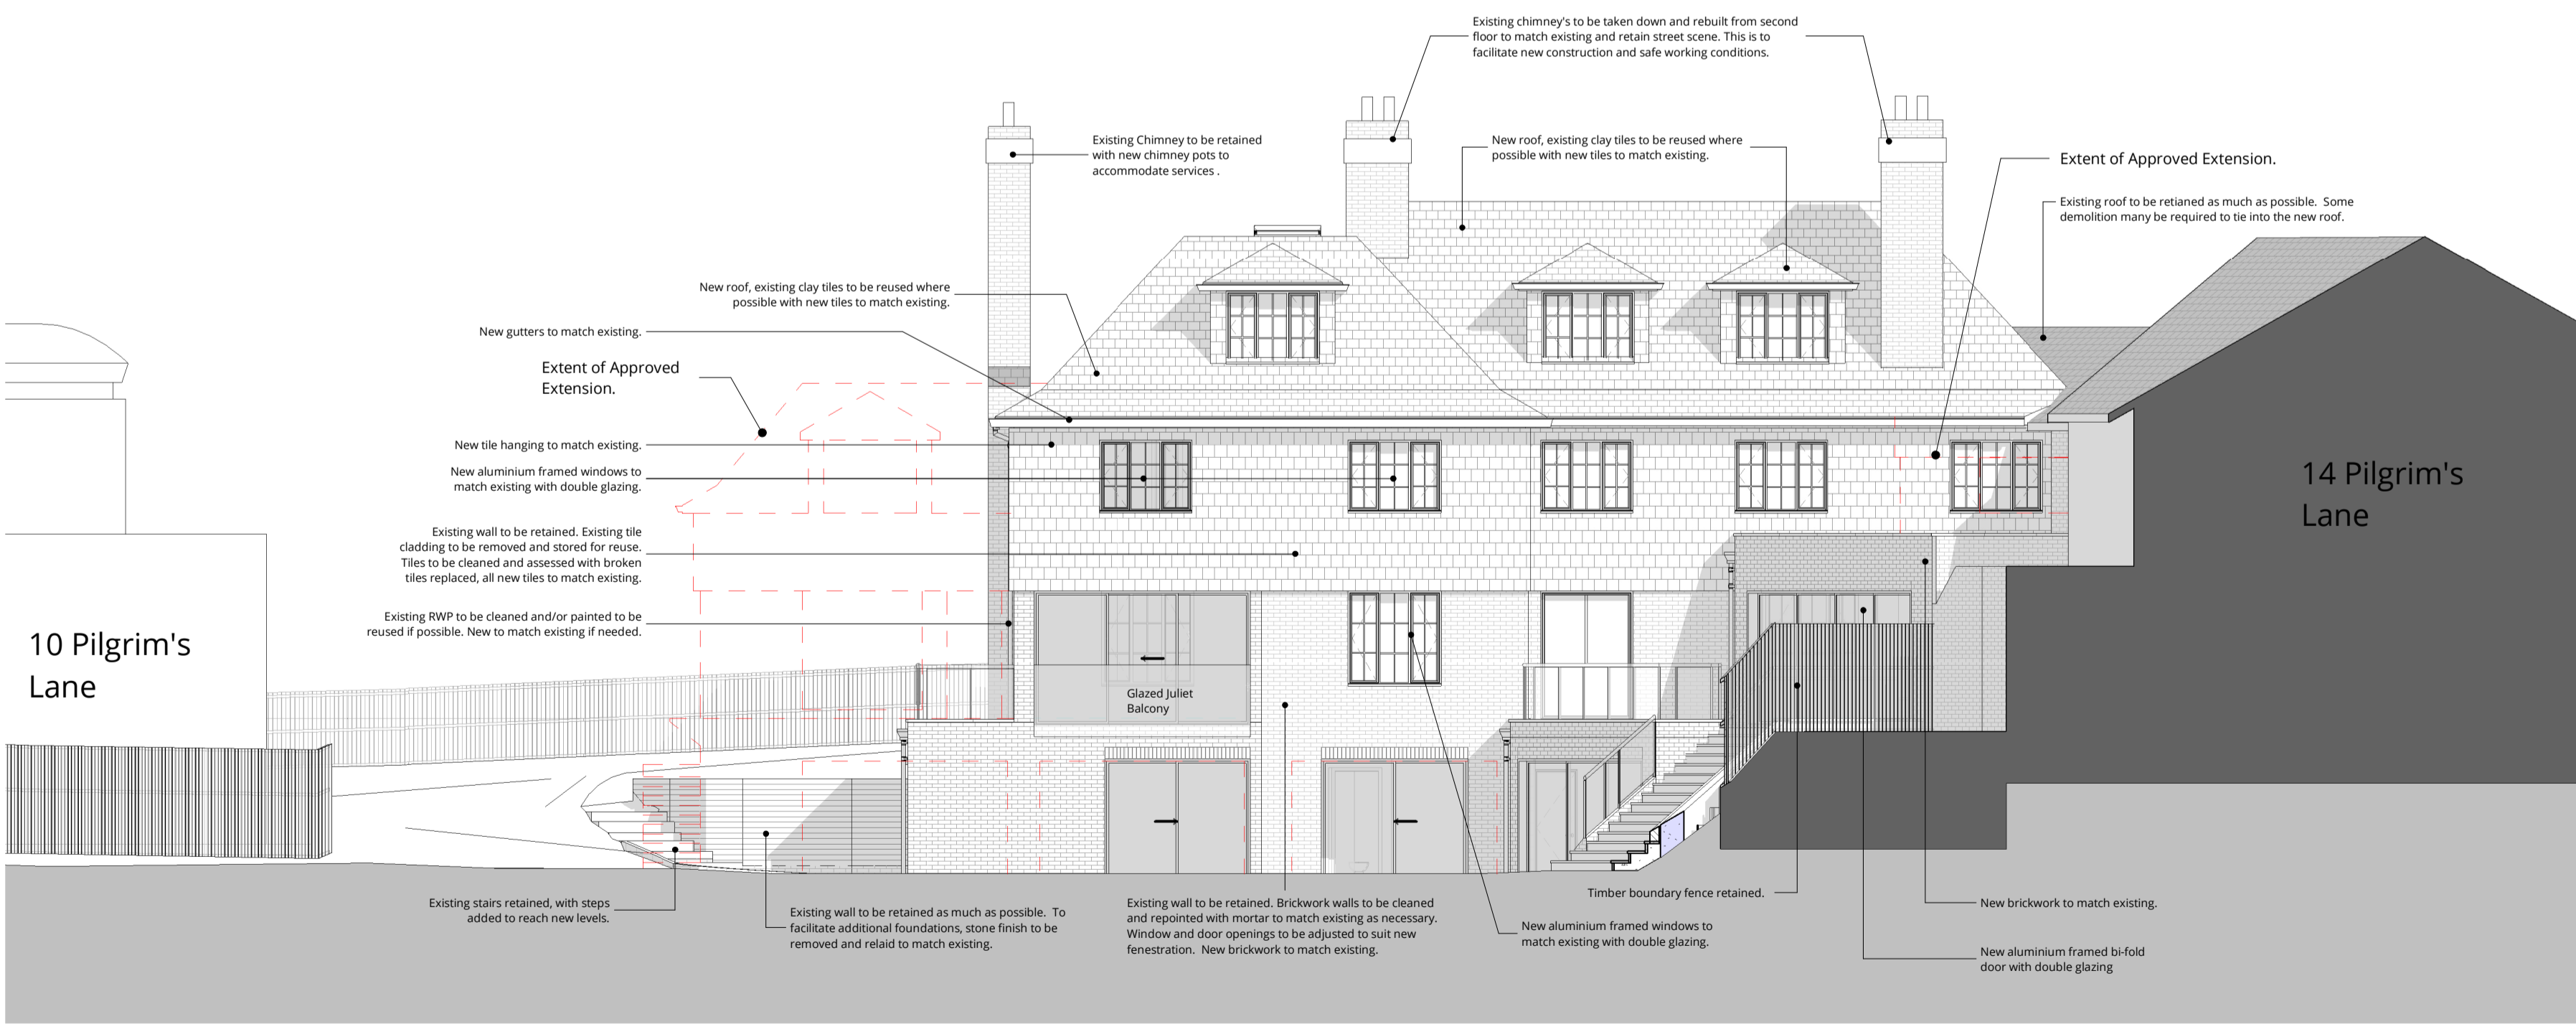 Existing chimney's to be taken down and rebuilt from second
floor to match existing and retain street scene. This is to
facilitate new construction and safe working conditions.
Existing Chimney to be retained
with new chimney pots to
accommodate services .
New roof, existing clay tiles to be reused where
possible with new tiles to match existing.
Extent of Approved Extension.
Existing roof to be retianed as much as possible.  Some
demolition many be required to tie into the new roof.
New roof, existing clay tiles to be reused where
possible with new tiles to match existing.
New gutters to match existing.
Extent of Approved
Extension.
New tile hanging to match existing.
New aluminium framed windows to
match existing with double glazing.
Existing wall to be retained. Existing tile
cladding to be removed and stored for reuse.
Tiles to be cleaned and assessed with broken
tiles replaced, all new tiles to match existing.
Existing RWP to be cleaned and/or painted to be
reused if possible. New to match existing if needed.
10 Pilgrim's
Lane
14 Pilgrim's
Lane
Glazed Juliet
Balcony
Existing stairs retained, with steps
added to reach new levels.
Existing wall to be retained as much as possible.  To
facilitate additional foundations, stone finish to be
removed and relaid to match existing.
Existing wall to be retained. Brickwork walls to be cleaned
and repointed with mortar to match existing as necessary.
Window and door openings to be adjusted to suit new
fenestration.  New brickwork to match existing.
New aluminium framed windows to
match existing with double glazing.
Timber boundary fence retained.
New brickwork to match existing.
New aluminium framed bi-fold
door with double glazing